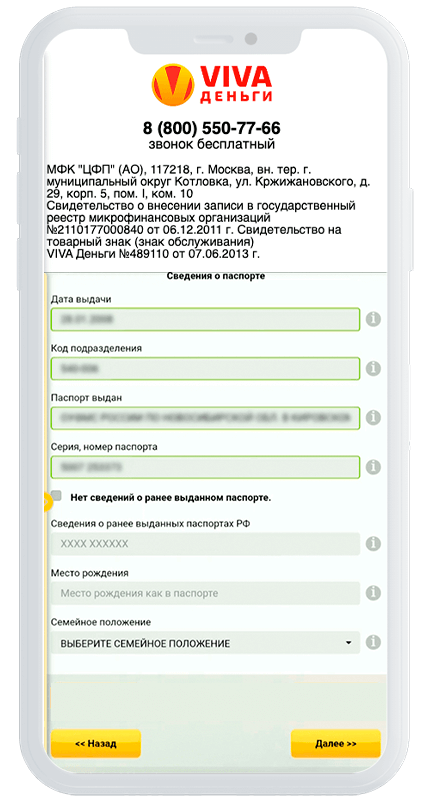 VIVA
ДЕНЬГИ
8 (800) 550-77-66
звонок бесплатный
МФК "ЦФП" (АО), 117218, г. Москва, вн. тер. г.
муниципальный округ Котловка, ул. Кржижановского, д.
29, корп. 5, пом. I, ком. 10
Свидетельство о внесении записи в государственный
реестр микрофинансовых организаций
№2110177000840 от 06.12.2011 г. Свидетельство на
товарный знак (знак обслуживания)
VIVA Деньги №489110 от 07.06.2013 г.
Сведения о паспорте
Дата выдачи
Код подразделения
Паспорт выдан
Серия, номер паспорта
Нет сведений о ранее выданном паспорте.
Сведения о ранее выданных паспортах РФ
XXXX XXXXXX
Место рождения
Место рождения как в паспорте
Семейное положение
ВЫБЕРИТЕ СЕМЕЙНОЕ ПОЛОЖЕНИЕ
<< Назад
Далее >>